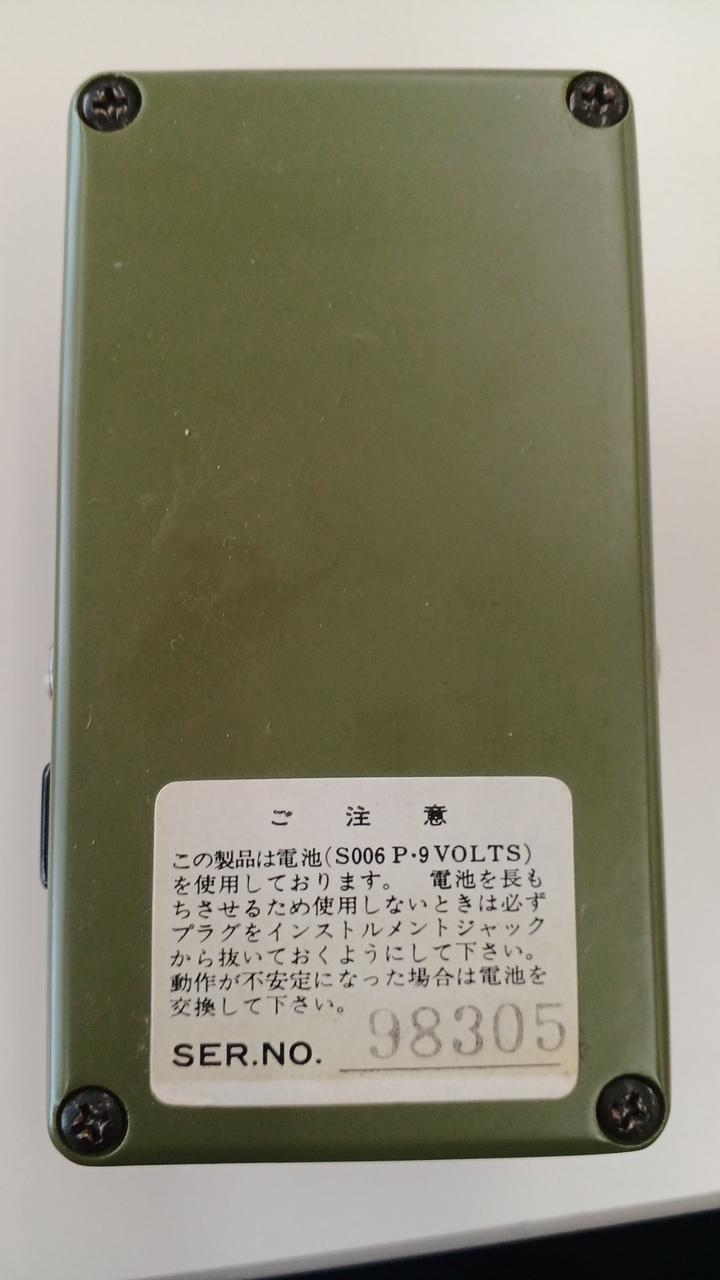 ご 注 意
この製品は電池(S006 P･9 VOLTS)
を使用しております。 電池を長も
ちさせるため使用しないときは必ず
プラグをインストルメントジャック
から抜いておくようにして下さい。
動作が不安定になった場合は電池を
交換して下さい。
SER.NO. 98305